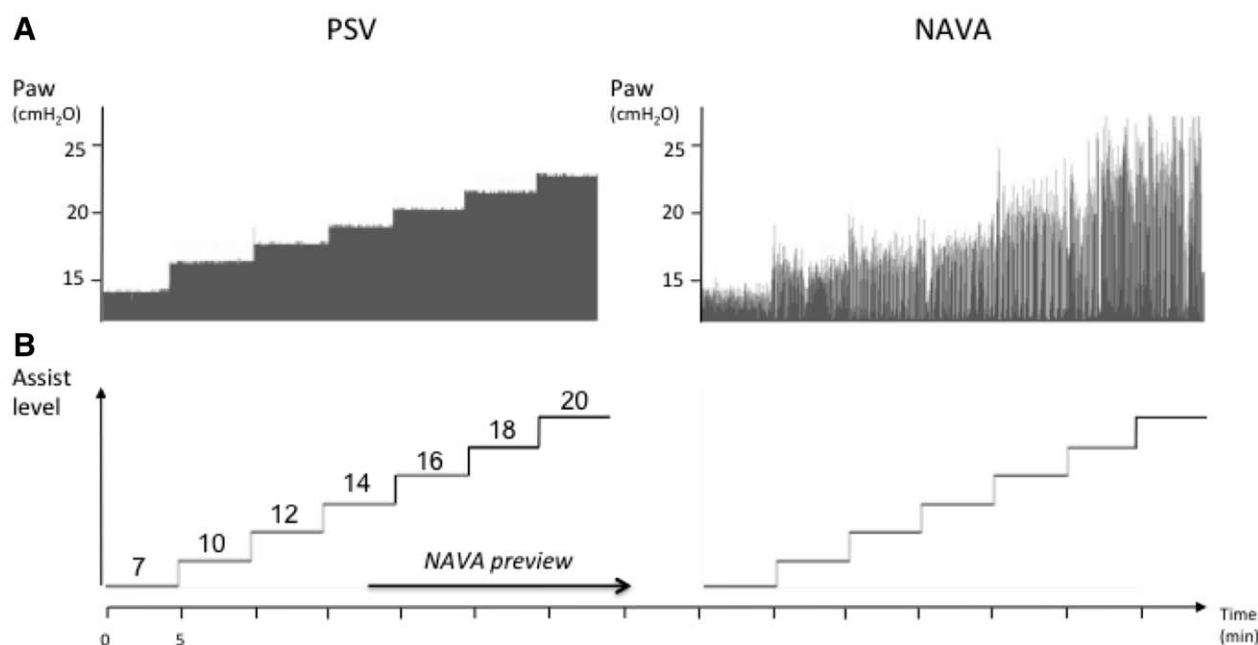 A
PSV
NAVA
Paw
(cmH₂O)
25
20
15
Paw
(cmH₂O)
25
20
15
B
Assist
level
7
10
12
14
16
18
20
NAVA preview
0
5
Time
(min)